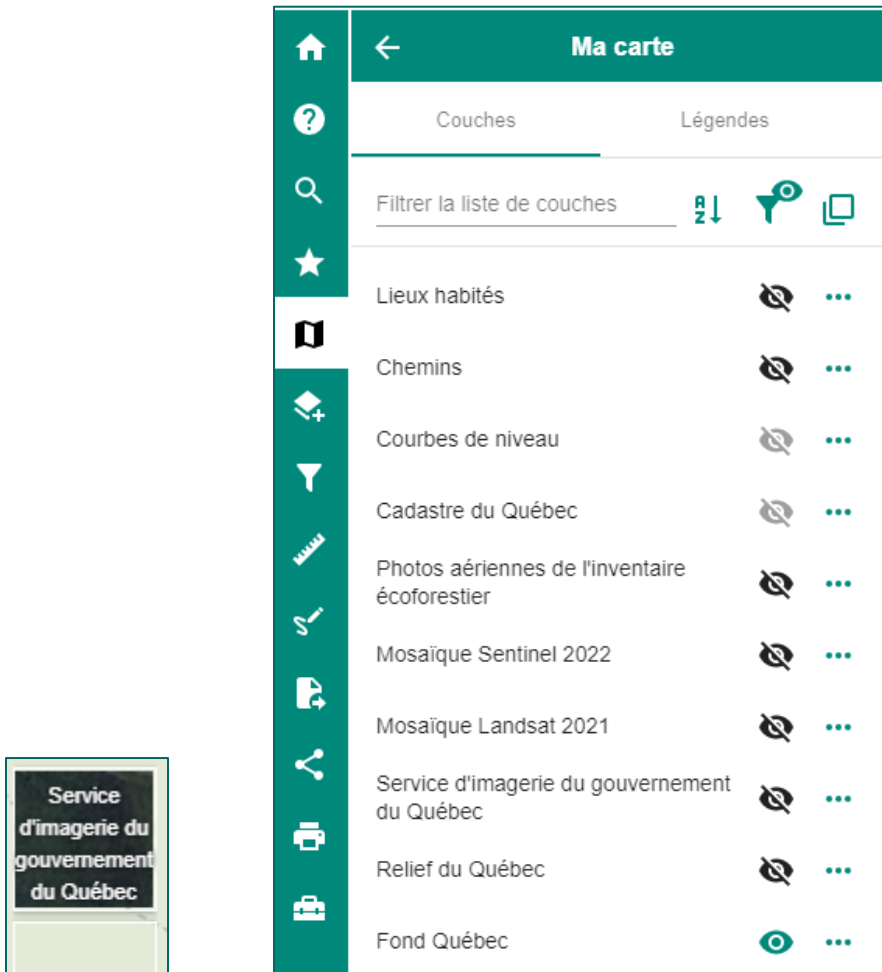 Ma carte
Couches
Légendes
Filtrer la liste de couches
A
Z
Lieux habités
Chemins
Courbes de niveau
Cadastre du Québec
Photos aériennes de l'inventaire
écoforestier
Mosaïque Sentinel 2022
Mosaïque Landsat 2021
Service d'imagerie du gouvernement
du Québec
Relief du Québec
Fond Québec
Service
d'imagerie du
gouvernement
du Québec